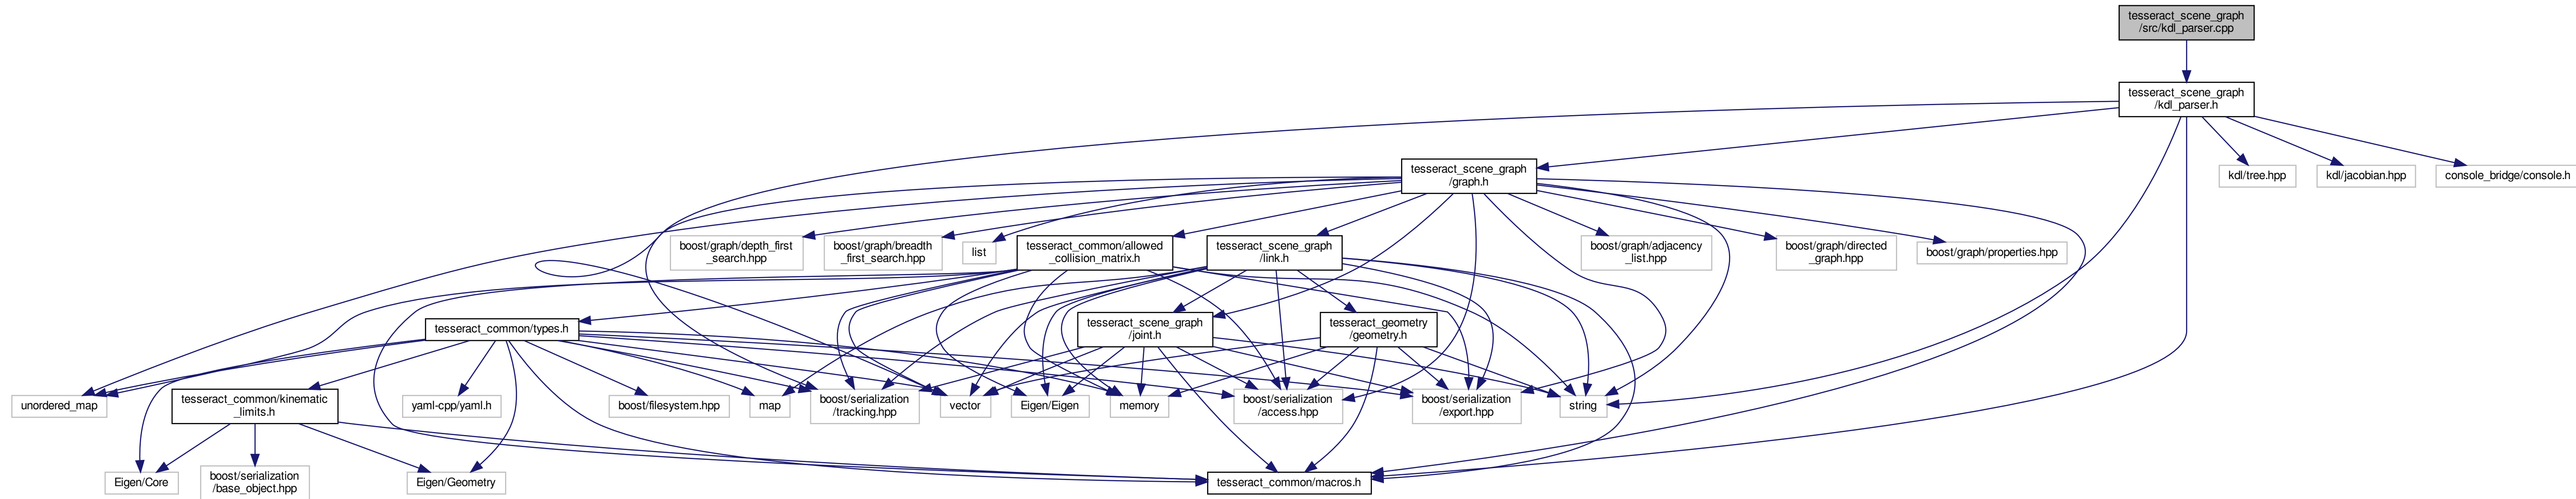 tesseract_scene_graph
/src/kdl_parser.cpp
tesseract_scene_graph
/kdl_parser.h
tesseract_scene_graph
/graph.h
kdl/tree.hpp
kdl/jacobian.hpp
console_bridge/console.h
boost/graph/depth_first
_search.hpp
boost/graph/breadth
_first_search.hpp
list
tesseract_common/allowed
_collision_matrix.h
tesseract_scene_graph
/link.h
boost/graph/adjacency
_list.hpp
boost/graph/directed
_graph.hpp
boost/graph/properties.hpp
tesseract_common/types.h
tesseract_scene_graph
/joint.h
tesseract_geometry
/geometry.h
unordered_map
tesseract_common/kinematic
_limits.h
yaml-cpp/yaml.h
boost/filesystem.hpp
map
boost/serialization
/tracking.hpp
vector
Eigen/Eigen
memory
boost/serialization
/access.hpp
boost/serialization
/export.hpp
string
Eigen/Core
boost/serialization
/base_object.hpp
Eigen/Geometry
tesseract_common/macros.h